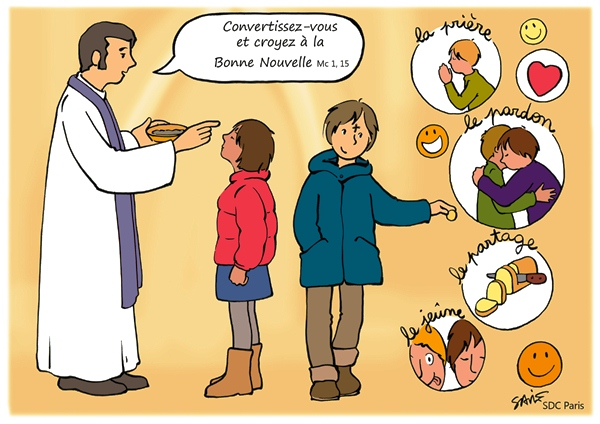 Convertissez-vous
et croyez à la
Bonne Nouvelle Mc 1, 15
la prière
le pardon
le partage
le jeûne
SDC Paris